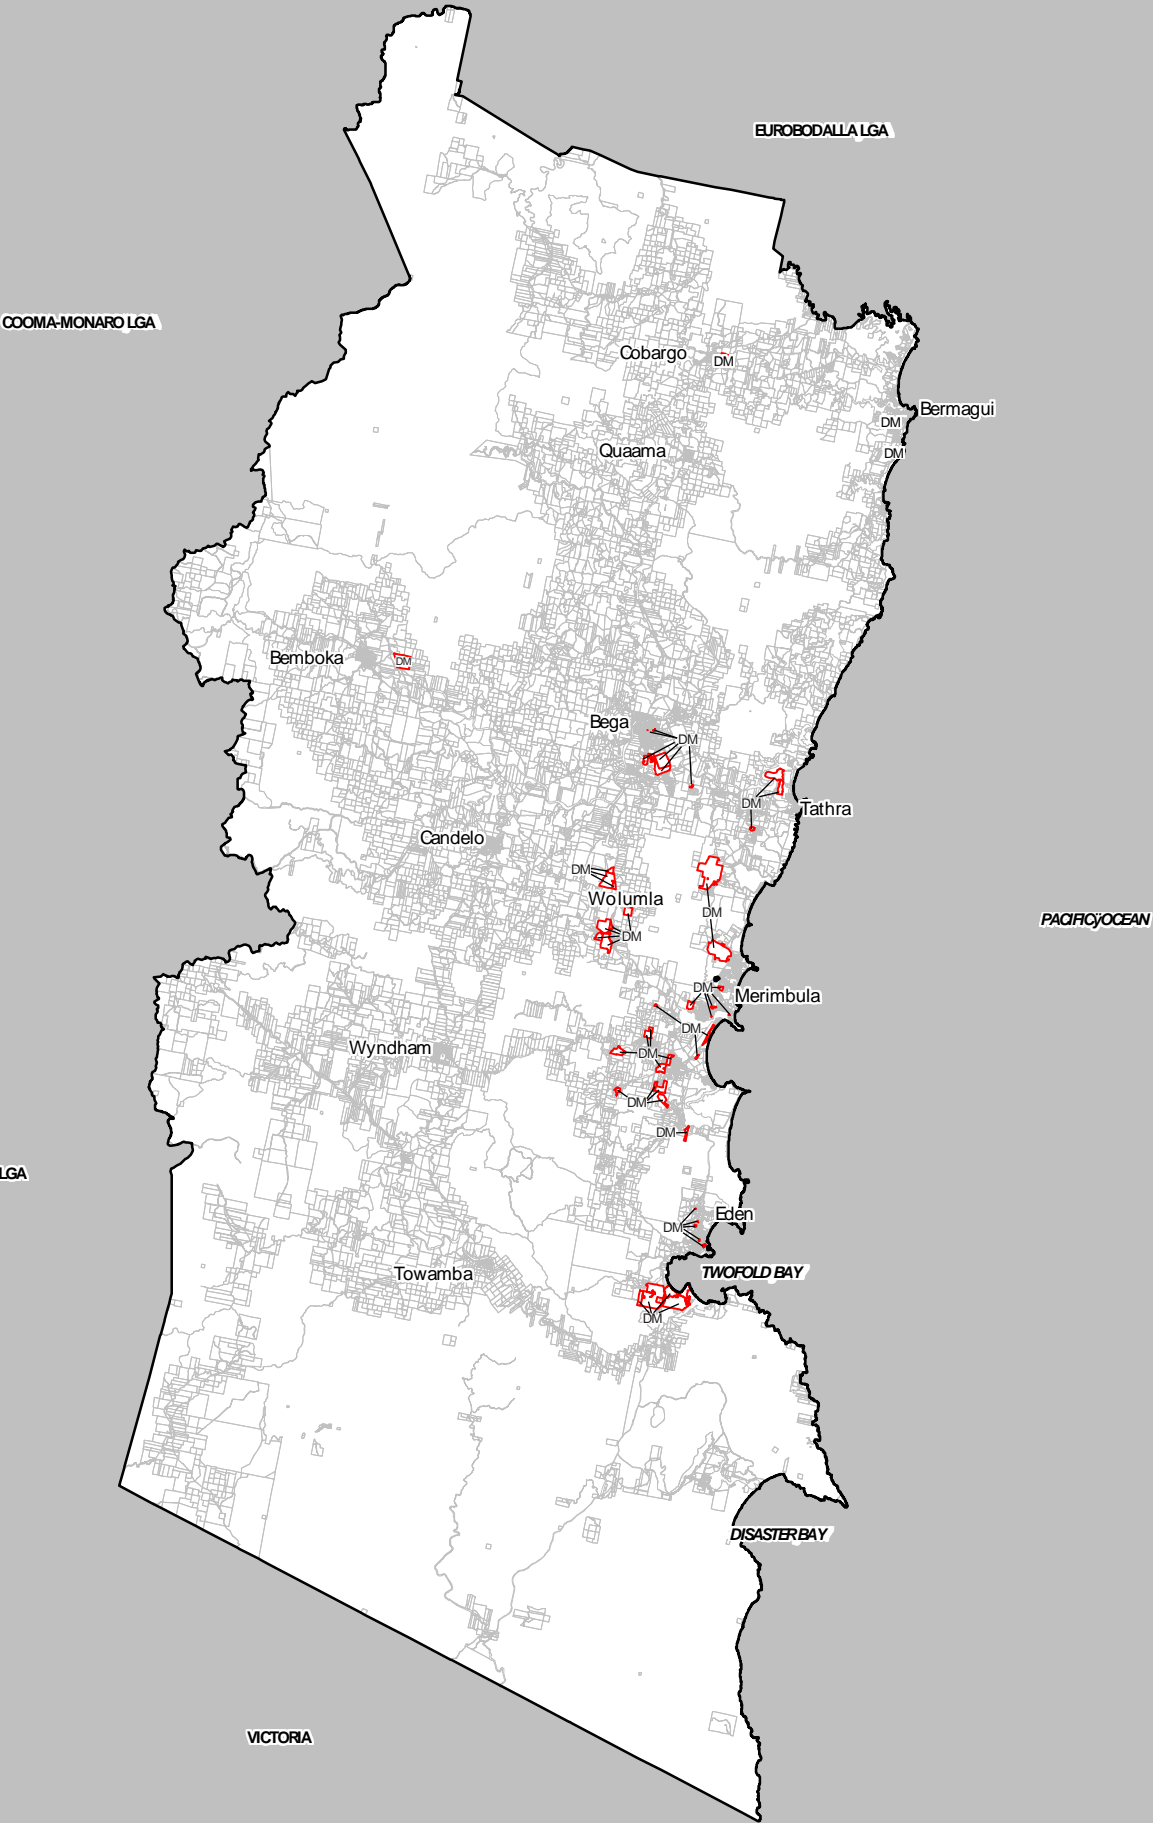 EUROBODALLA LGA
COOMA-MONARO LGA
Cobargo
DM
Bermagui
DM
Quaama
DM
Bemboka
DM
Bega
DM
DM
Tathra
Candelo
DM
Wolumla
DM
PACIFICÿOCEAN
DM
DM
Merimbula
DM
Wyndham
DM
DM
DM
LGA
Eden
DM
TWOFOLD BAY
Towamba
DM
DISASTER BAY
VICTORIA